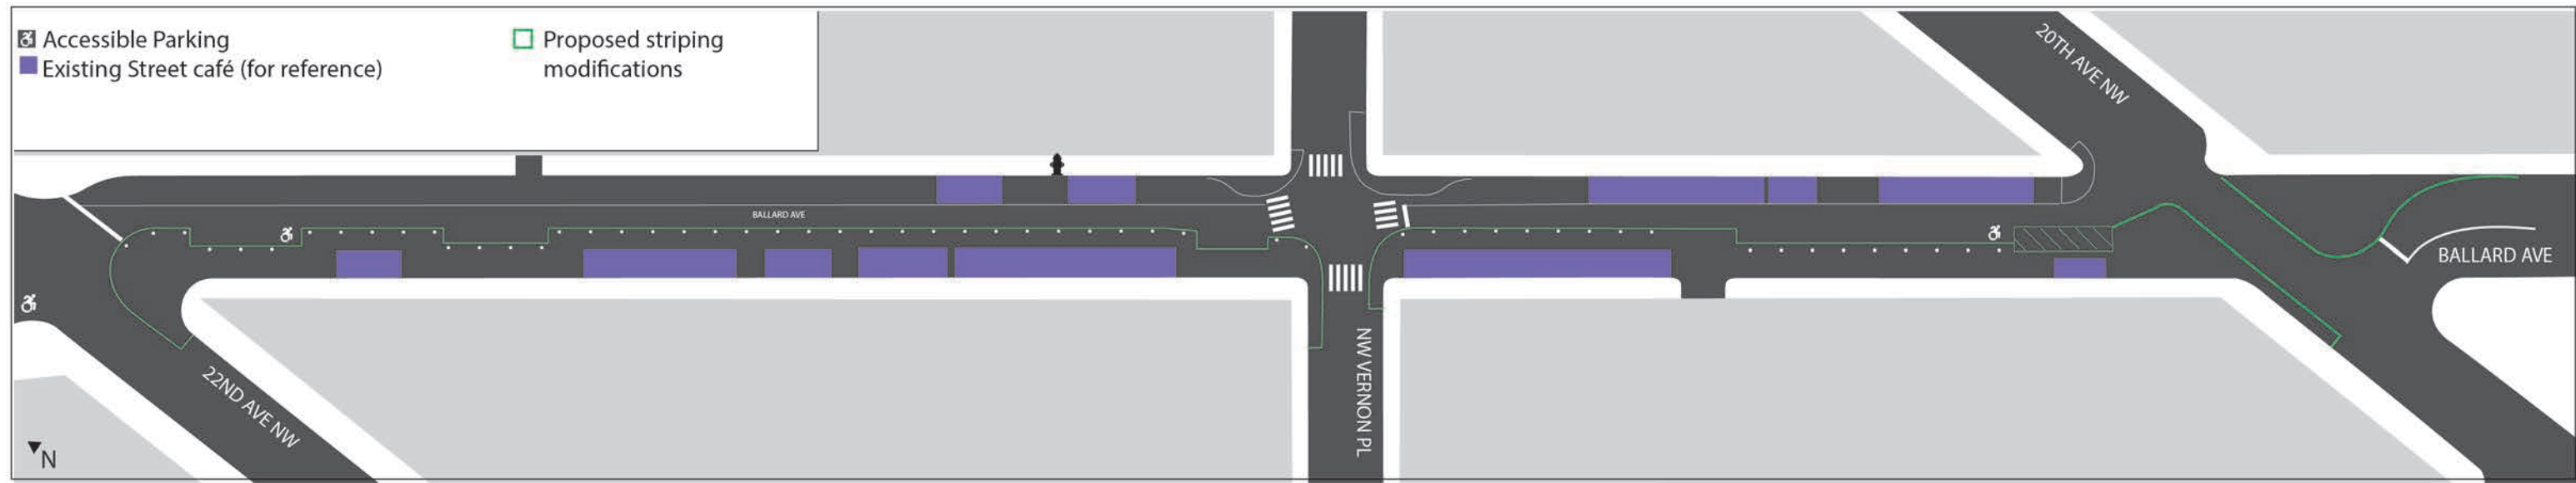 Accessible Parking
Existing Street café (for reference)
Proposed striping
modifications
20TH AVE NW
BALLARD AVE
BALLARD AVE
22ND AVE NW
NW VERNON PL
N